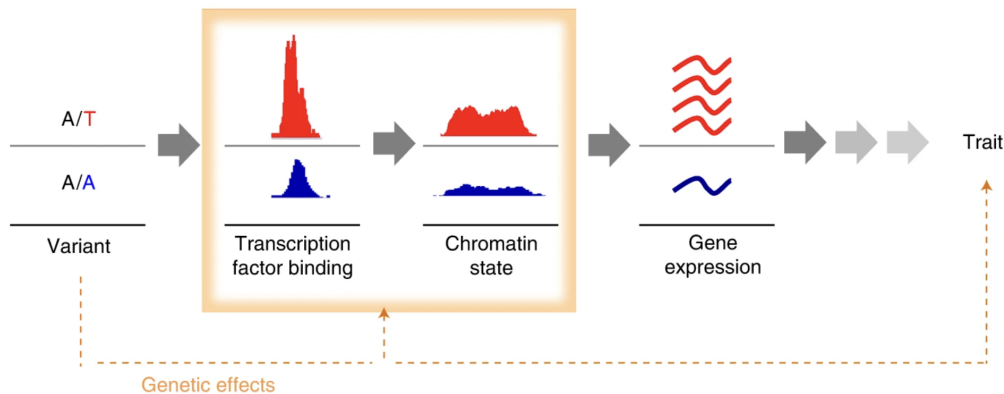 A/T
A/A
Variant
Transcription
factor binding
Chromatin
state
Gene
expression
Trait
Genetic effects